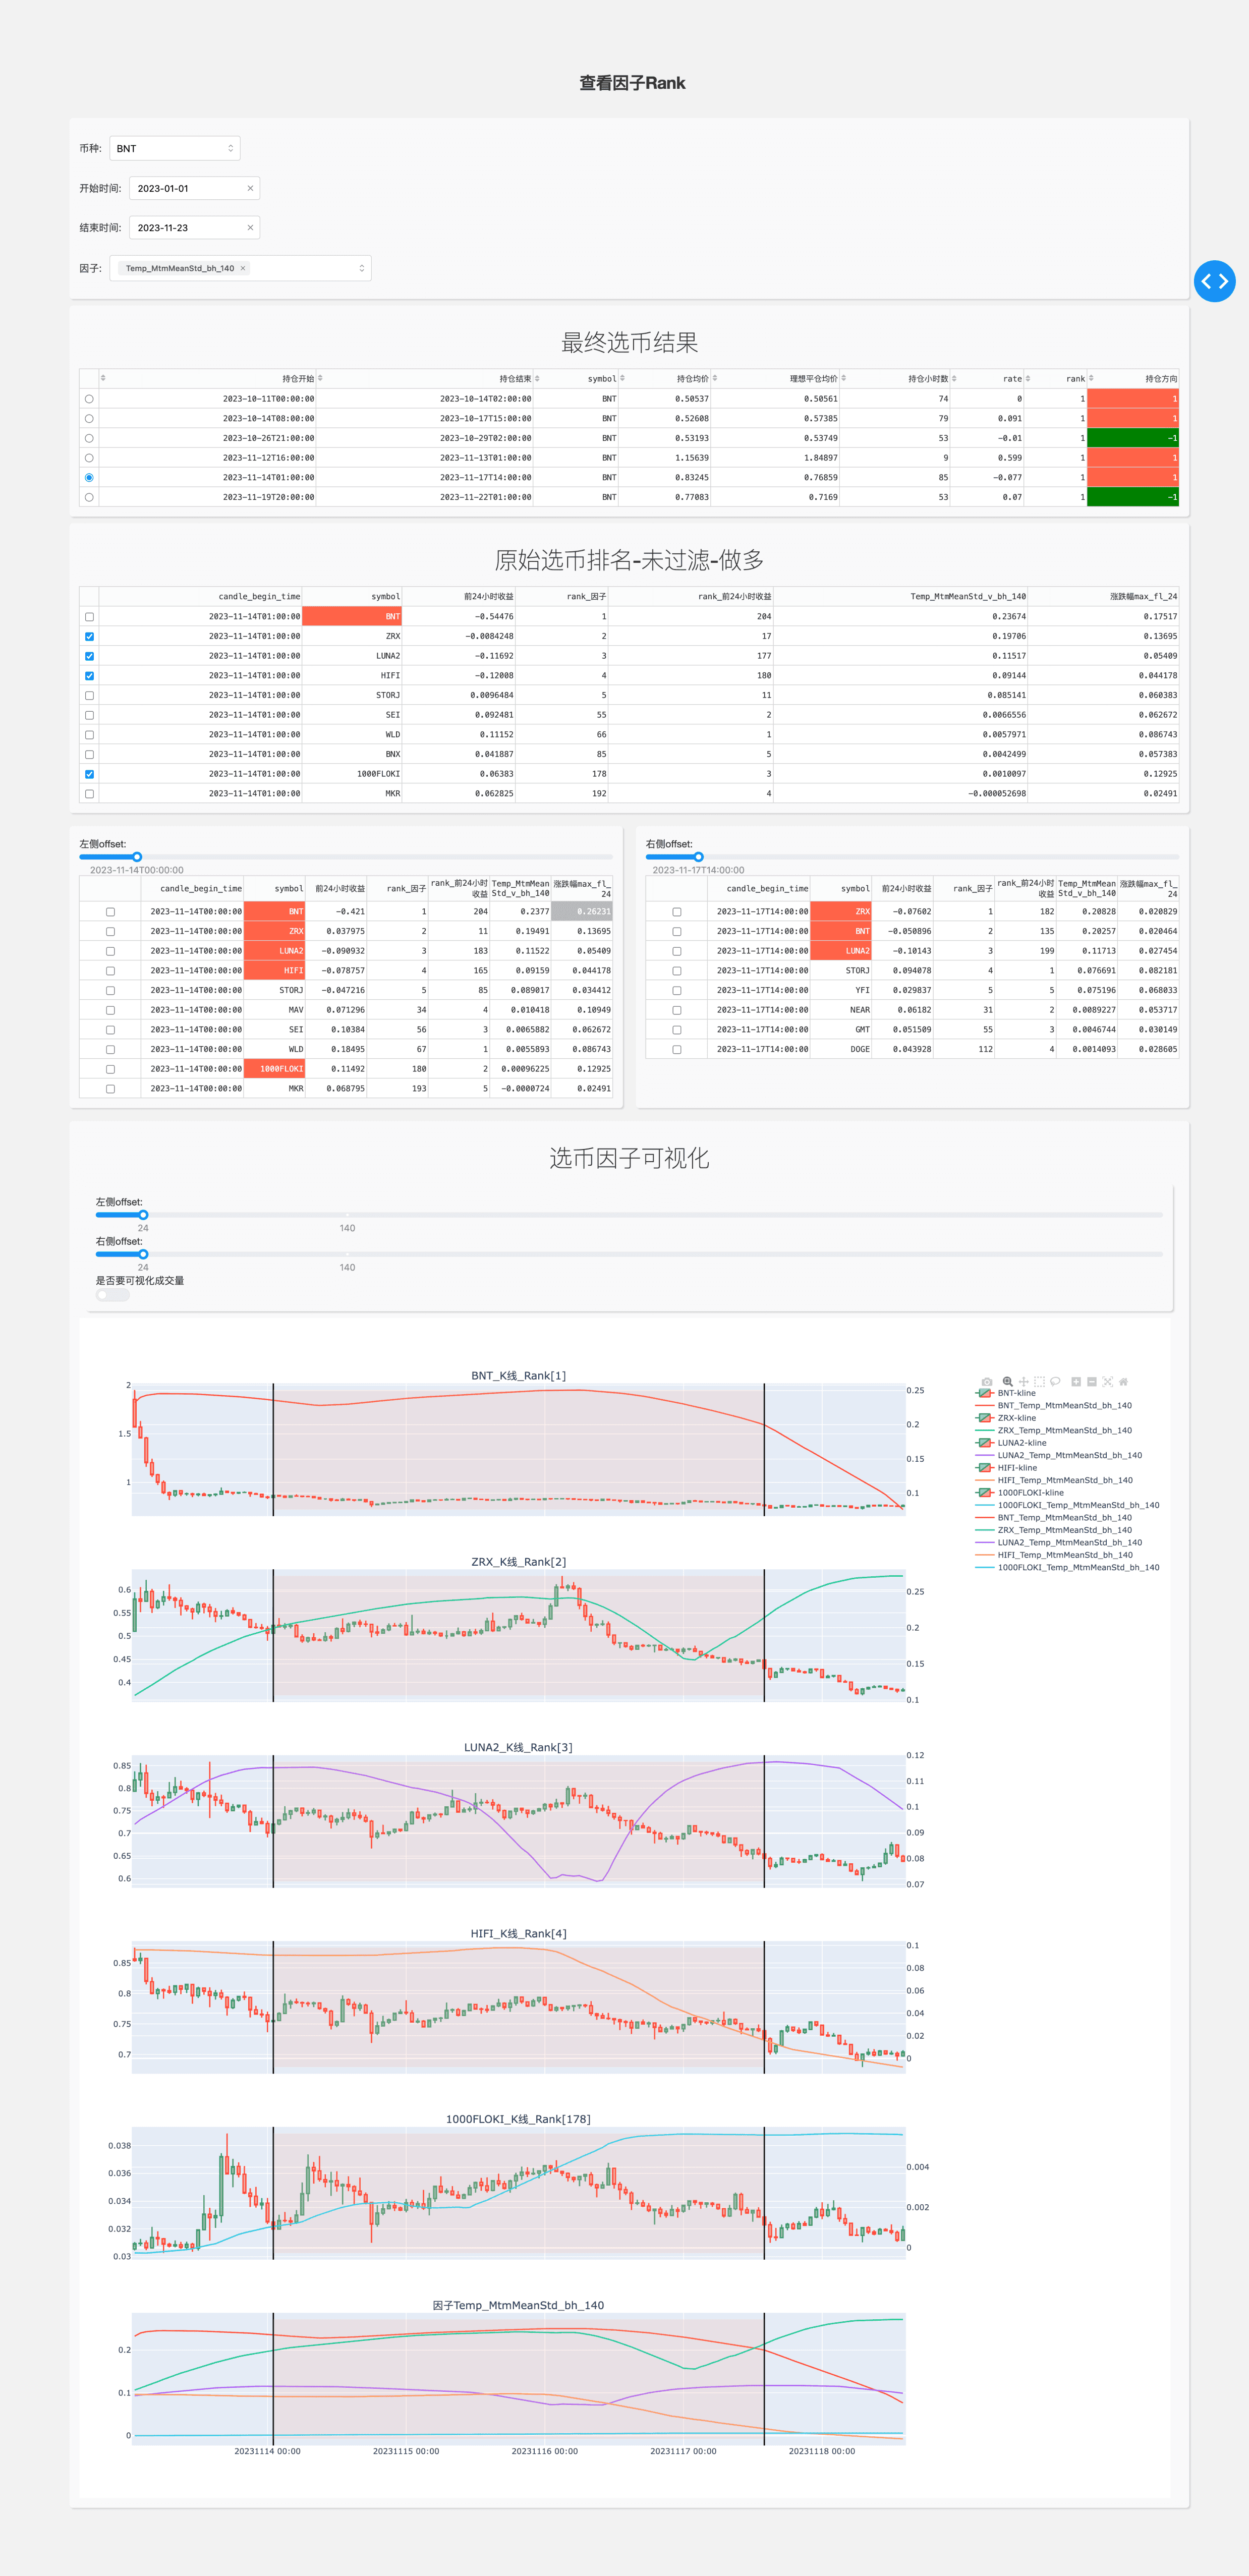 查看因子Rank
币种: BNT
开始时间: 2023-01-01 ×
结束时间: 2023-11-23 ×
因子: Temp_MtmMeanStd_bh_140 ×
最终选币结果
持仓开始 持仓结束 symbol 持仓均价 理想平仓均价 持仓小时数 rate rank 持仓方向
2023-10-11T00:00:00 2023-10-14T02:00:00 BNT 0.50537 0.50561 74 0 1 1
2023-10-14T08:00:00 2023-10-17T15:00:00 BNT 0.52608 0.57385 79 0.091 1 1
2023-10-26T21:00:00 2023-10-29T02:00:00 BNT 0.53193 0.53749 53 -0.01 1 -1
2023-11-12T16:00:00 2023-11-13T01:00:00 BNT 1.15639 1.84897 9 0.599 1 1
2023-11-14T01:00:00 2023-11-17T14:00:00 BNT 0.83245 0.76859 85 -0.077 1 1
2023-11-19T20:00:00 2023-11-22T01:00:00 BNT 0.77083 0.7169 53 0.07 1 -1
原始选币排名-未过滤-做多
candle_begin_time symbol 前24小时收益 rank_因子 rank_前24小时收益 Temp_MtmMeanStd_v_bh_140 涨跌幅max_fl_24
2023-11-14T01:00:00 BNT -0.54476 1 204 0.23674 0.17517
2023-11-14T01:00:00 ZRX -0.0084248 2 17 0.19706 0.13695
2023-11-14T01:00:00 LUNA2 -0.11692 3 177 0.11517 0.05409
2023-11-14T01:00:00 HIFI -0.12008 4 180 0.09144 0.044178
2023-11-14T01:00:00 STORJ 0.0096484 5 11 0.085141 0.060383
2023-11-14T01:00:00 SEI 0.092481 55 2 0.0066556 0.062672
2023-11-14T01:00:00 WLD 0.11152 66 1 0.0057971 0.086743
2023-11-14T01:00:00 BNX 0.041887 85 5 0.0042499 0.057383
2023-11-14T01:00:00 1000FLOKI 0.06383 178 3 0.0010097 0.12925
2023-11-14T01:00:00 MKR 0.062825 192 4 -0.000052698 0.02491
左侧offset:
2023-11-14T00:00:00
candle_begin_time symbol 前24小时收益 rank_因子 rank_前24小时收益 Temp_MtmMeanStd_v_bh_140 涨跌幅max_fl_24
2023-11-14T00:00:00 BNT -0.421 1 204 0.2377 0.26231
2023-11-14T00:00:00 ZRX 0.037975 2 11 0.19491 0.13695
2023-11-14T00:00:00 LUNA2 -0.090932 3 183 0.11522 0.05409
2023-11-14T00:00:00 HIFI -0.078757 4 165 0.09159 0.044178
2023-11-14T00:00:00 STORJ -0.047216 5 85 0.089017 0.034412
2023-11-14T00:00:00 MAV 0.071296 34 4 0.010418 0.10949
2023-11-14T00:00:00 SEI 0.10384 56 3 0.0065882 0.062672
2023-11-14T00:00:00 WLD 0.18495 67 1 0.0055893 0.086743
2023-11-14T00:00:00 1000FLOKI 0.11492 180 2 0.00096225 0.12925
2023-11-14T00:00:00 MKR 0.068795 193 5 -0.0000724 0.02491
右侧offset:
2023-11-17T14:00:00
candle_begin_time symbol 前24小时收益 rank_因子 rank_前24小时收益 Temp_MtmMeanStd_v_bh_140 涨跌幅max_fl_24
2023-11-17T14:00:00 ZRX -0.07602 1 182 0.20828 0.020829
2023-11-17T14:00:00 BNT -0.050896 2 135 0.20257 0.020464
2023-11-17T14:00:00 LUNA2 -0.10143 3 199 0.11713 0.027454
2023-11-17T14:00:00 STORJ 0.094078 4 1 0.076691 0.082181
2023-11-17T14:00:00 YFI 0.029837 5 5 0.075196 0.068033
2023-11-17T14:00:00 NEAR 0.06182 31 2 0.0089227 0.053717
2023-11-17T14:00:00 GMT 0.051509 55 3 0.0046744 0.030149
2023-11-17T14:00:00 DOGE 0.043928 112 4 0.0014093 0.028605
选币因子可视化
左侧offset:
24 140
右侧offset:
24 140
是否要可视化成交量
BNT_K线_Rank[1]
2
1.5
1
0.25
0.2
0.15
0.1
BNT-kline
BNT_Temp_MtmMeanStd_bh_140
ZRX-kline
ZRX_Temp_MtmMeanStd_bh_140
LUNA2-kline
LUNA2_Temp_MtmMeanStd_bh_140
HIFI-kline
HIFI_Temp_MtmMeanStd_bh_140
1000FLOKI-kline
1000FLOKI_Temp_MtmMeanStd_bh_140
BNT_Temp_MtmMeanStd_bh_140
ZRX_Temp_MtmMeanStd_bh_140
LUNA2_Temp_MtmMeanStd_bh_140
HIFI_Temp_MtmMeanStd_bh_140
1000FLOKI_Temp_MtmMeanStd_bh_140
ZRX_K线_Rank[2]
0.6
0.55
0.5
0.45
0.4
0.25
0.2
0.15
0.1
LUNA2_K线_Rank[3]
0.85
0.8
0.75
0.7
0.65
0.6
0.12
0.11
0.1
0.09
0.08
0.07
HIFI_K线_Rank[4]
0.85
0.8
0.75
0.7
0.1
0.08
0.06
0.04
0.02
0
1000FLOKI_K线_Rank[178]
0.038
0.036
0.034
0.032
0.03
0.004
0.002
0
因子Temp_MtmMeanStd_bh_140
0.2
0.1
0
20231114 00:00 20231115 00:00 20231116 00:00 20231117 00:00 20231118 00:00